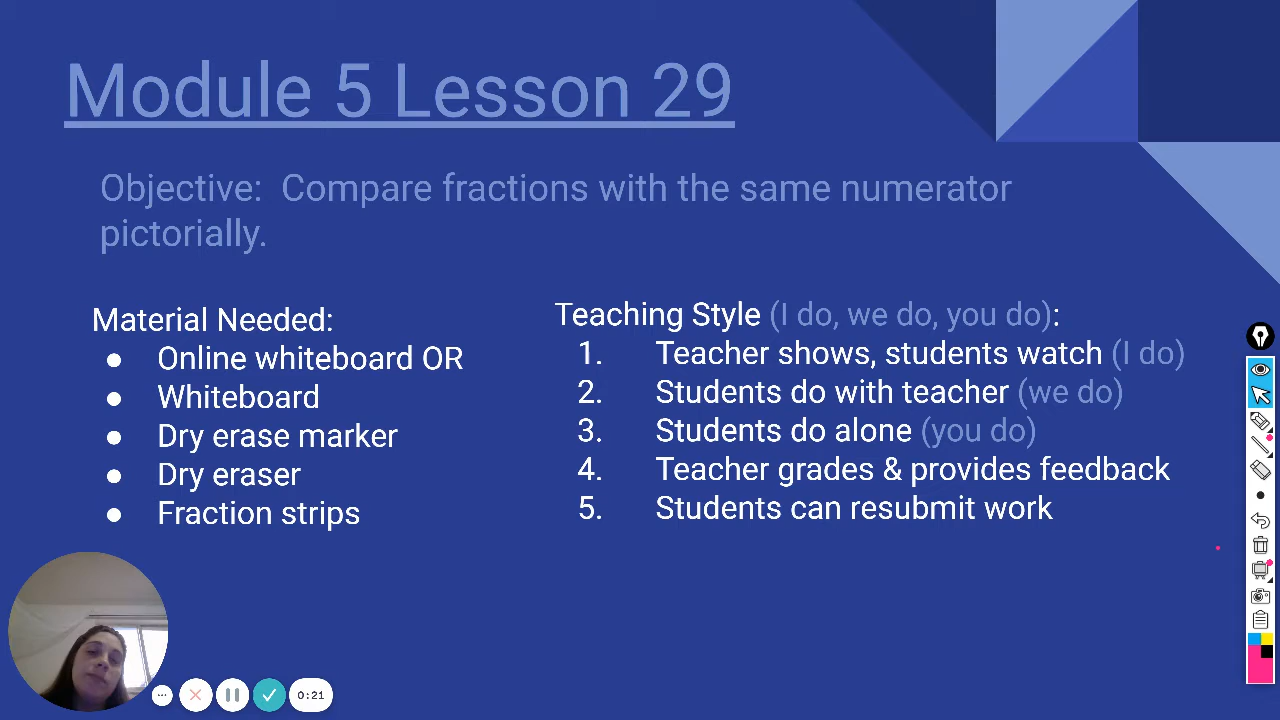 Module 5 Lesson 29
Objective: Compare fractions with the same numerator
pictorially.
Material Needed:
● Online whiteboard OR
● Whiteboard
● Dry erase marker
● Dry eraser
● Fraction strips
Teaching Style (I do, we do, you do):
1. Teacher shows, students watch (I do)
2. Students do with teacher (we do)
3. Students do alone (you do)
4. Teacher grades & provides feedback
5. Students can resubmit work
0:21